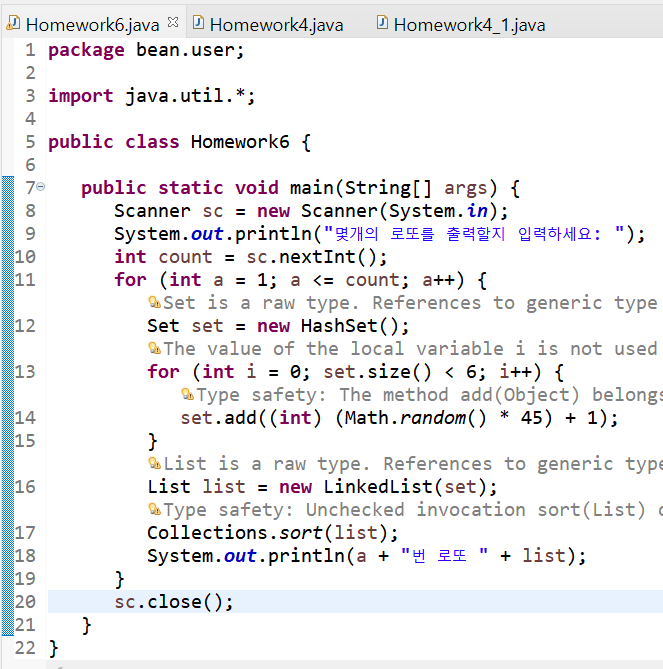 Homework6.java Homework4.java Homework4_1.java
1 package bean.user;
2
3 import java.util.*;
4
5 public class Homework6 {
6
7 public static void main(String[] args) {
8 Scanner sc = new Scanner(System.in);
9 System.out.println("몇개의 로또를 출력할지 입력하세요: ");
10 int count = sc.nextInt();
11 for (int a = 1; a <= count; a++) {
Set is a raw type. References to generic type
12 Set set = new HashSet();
The value of the local variable i is not used
13 for (int i = 0; set.size() < 6; i++) {
Type safety: The method add(Object) belongs
14 set.add((int) (Math.random() * 45) + 1);
15 }
List is a raw type. References to generic type
16 List list = new LinkedList(set);
Type safety: Unchecked invocation sort(List)
17 Collections.sort(list);
18 System.out.println(a + "번 로또 " + list);
19 }
20 sc.close();
21 }
22 }